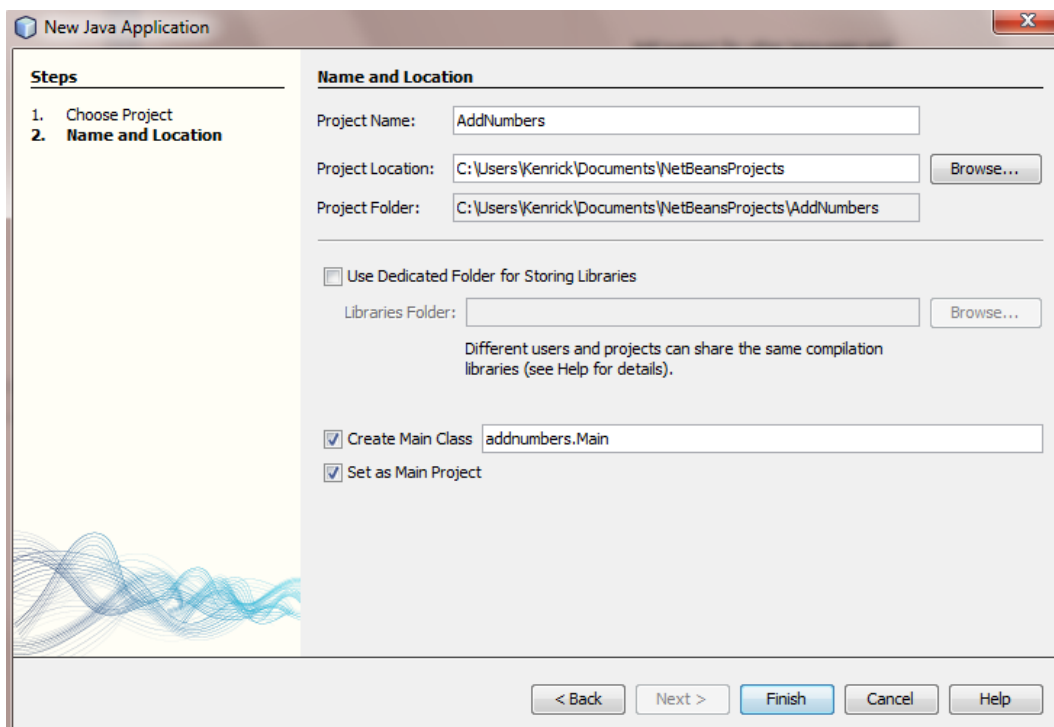 New Java Application
Steps
1. Choose Project
2. Name and Location
Name and Location
Project Name: AddNumbers
Project Location: C:\Users\Kenrick\Documents\NetBeansProjects Browse...
Project Folder: C:\Users\Kenrick\Documents\NetBeansProjects\AddNumbers
Use Dedicated Folder for Storing Libraries
Libraries Folder: Browse...
Different users and projects can share the same compilation
libraries (see Help for details).
Create Main Class addnumbers.Main
Set as Main Project
< Back Next > Finish Cancel Help